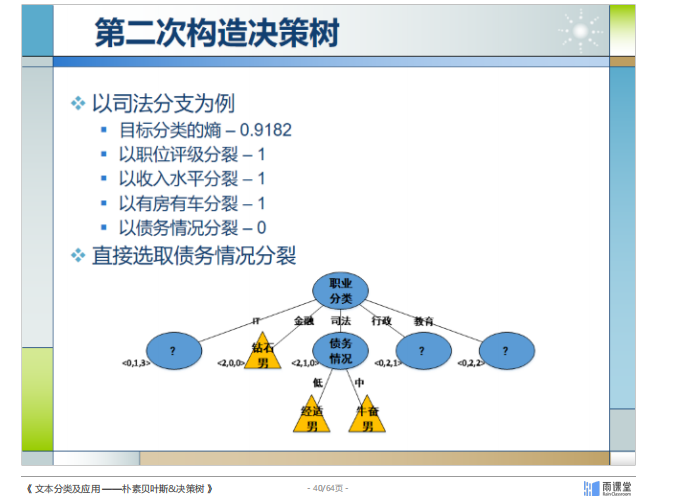 第二次构造决策树
以司法分支为例
目标分类的熵 – 0.9182
以职位评级分裂 – 1
以收入水平分裂 – 1
以有房有车分裂 – 1
以债务情况分裂 – 0
直接选取债务情况分裂
职业
分类
IT 金融 司法 行政 教育
? 钻石 债务 ? ?
<0,1,3> <2,0,0> 男 <2,1,0> 情况 <0,2,1> <0,2,2>
低 中
经适 牛奋
男 男
《 文本分类及应用 ——朴素贝叶斯&决策树 》 - 40/64页 - 雨课堂
Rain Classroom